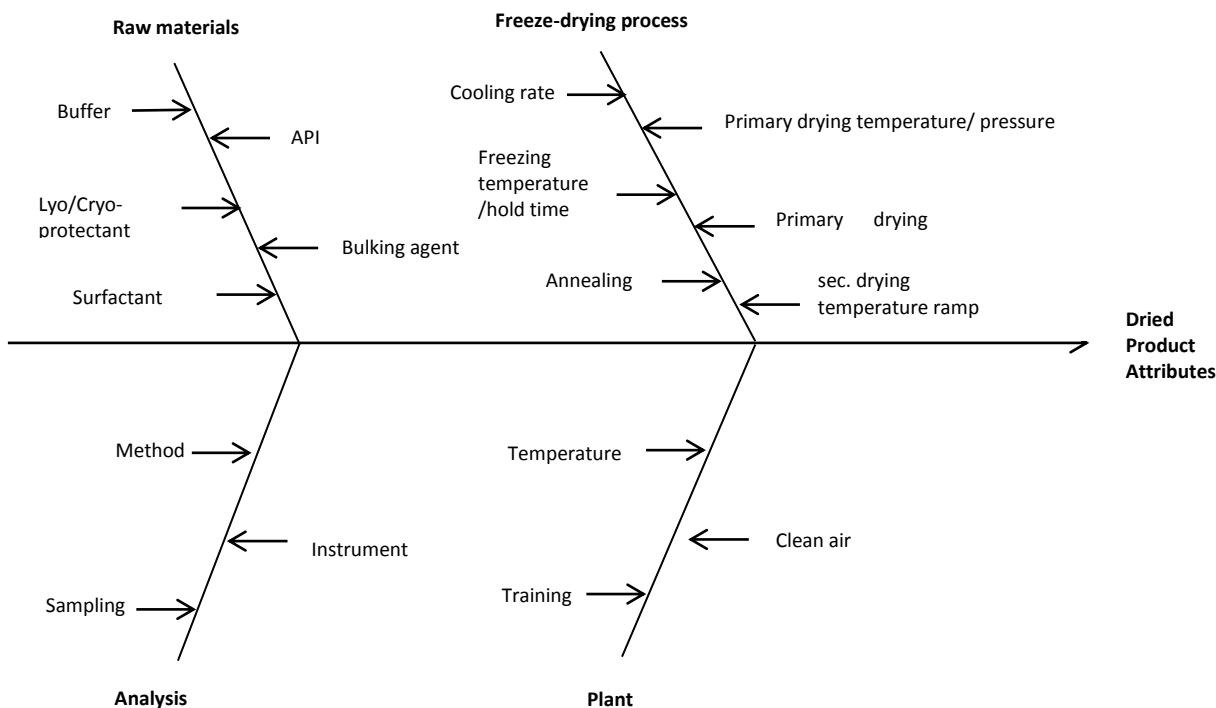 Raw materials
Freeze-drying process
Buffer
API
Lyo/Cryo-
protectant
Bulking agent
Surfactant
Cooling rate
Primary drying temperature/ pressure
Freezing
temperature
/hold time
Primary drying
Annealing
sec. drying
temperature ramp
Dried
Product
Attributes
Method
Instrument
Sampling
Temperature
Clean air
Training
Analysis
Plant